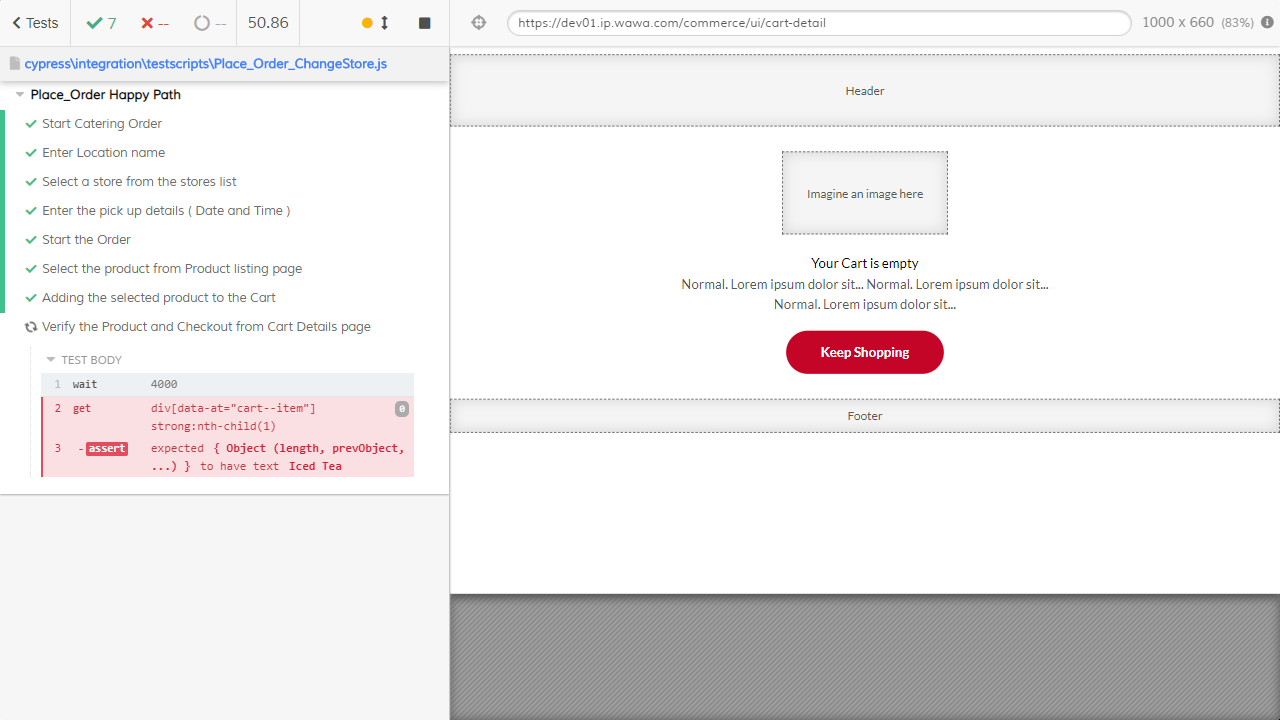 Tests
7
--
--
50.86
https://dev01.ip.wawa.com/commerce/ui/cart-detail
1000 x 660 (83%)
cypress\integration\testscripts\Place_Order_ChangeStore.js
Place_Order Happy Path
Start Catering Order
Enter Location name
Select a store from the stores list
Enter the pick up details ( Date and Time )
Start the Order
Select the product from Product listing page
Adding the selected product to the Cart
Verify the Product and Checkout from Cart Details page
TEST BODY
1 wait 4000
2 get div[data-at="cart--item"] 0
strong:nth-child(1)
3 -assert expected { Object (length, prevObject,
...) } to have text Iced Tea
Header
Imagine an image here
Your Cart is empty
Normal. Lorem ipsum dolor sit... Normal. Lorem ipsum dolor sit...
Normal. Lorem ipsum dolor sit...
Keep Shopping
Footer